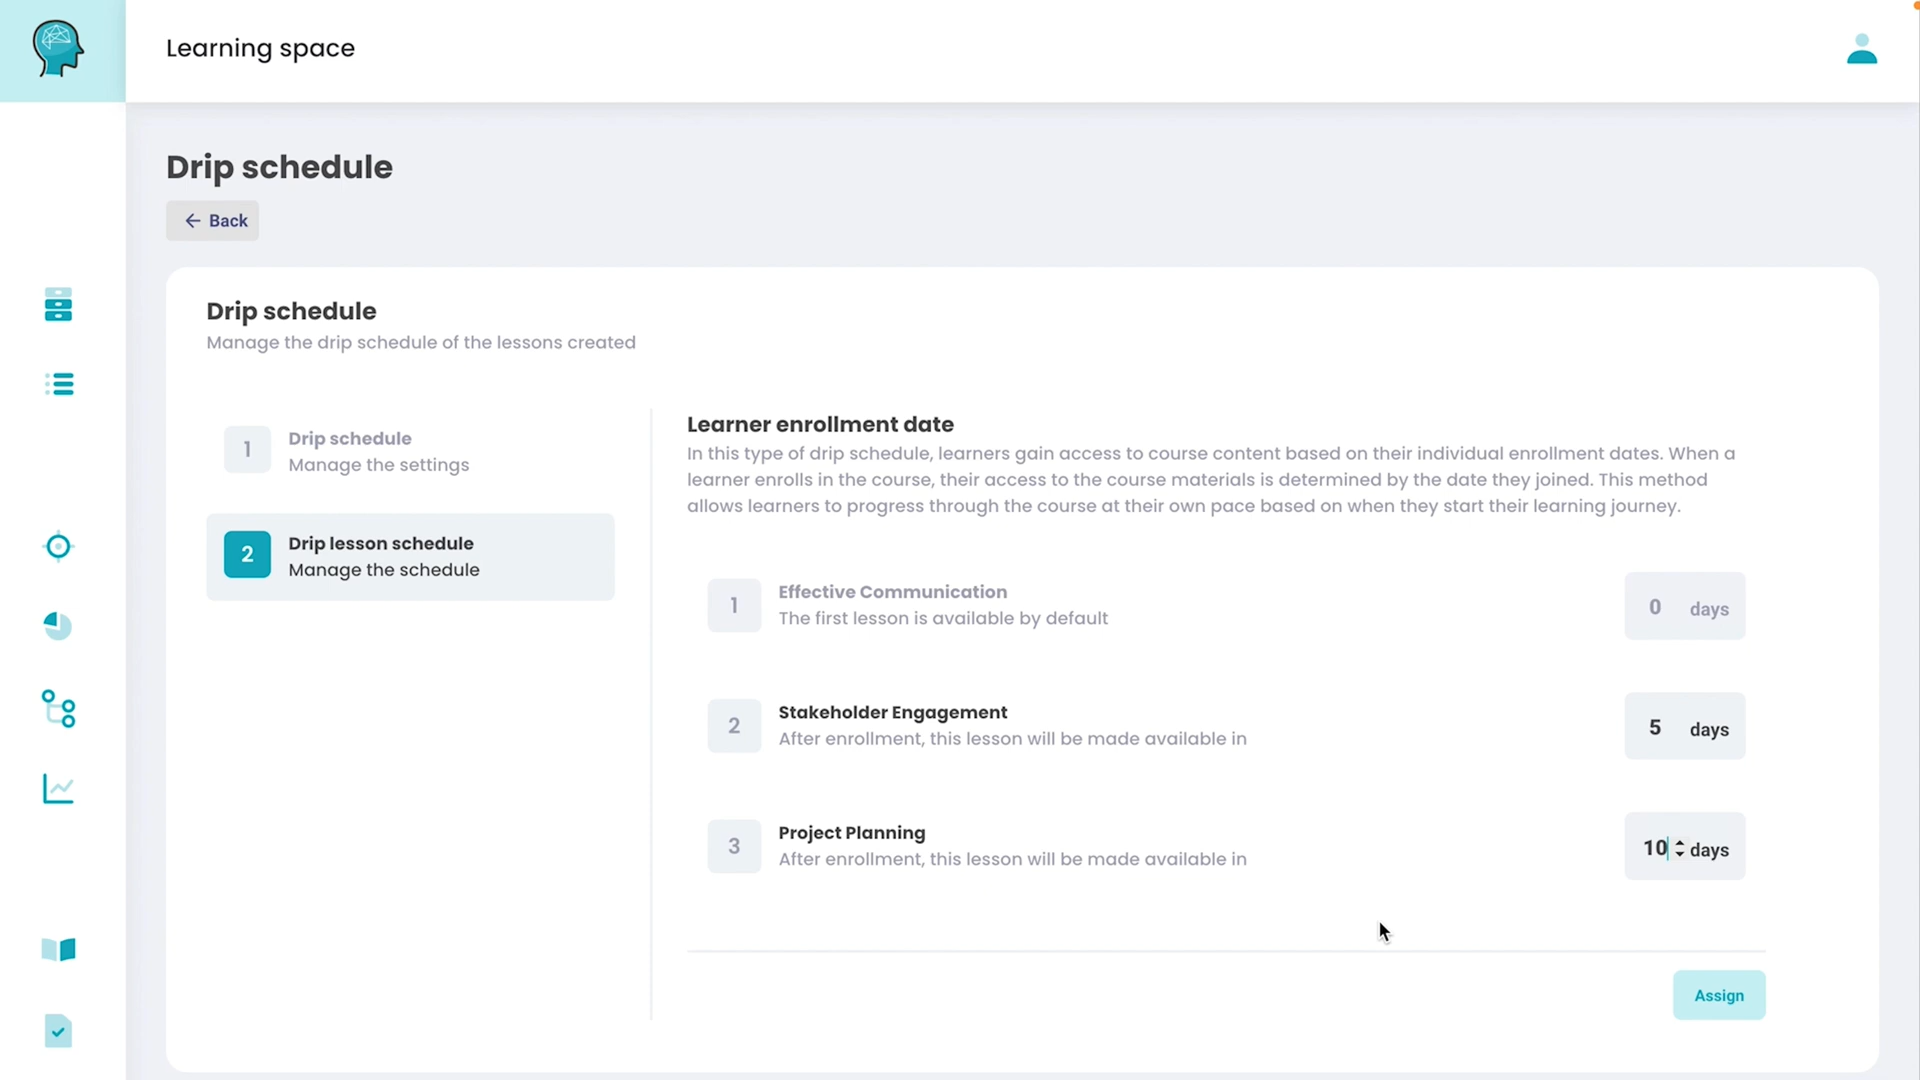 Learning space
Drip schedule
Back
Drip schedule
Manage the drip schedule of the lessons created
1
Drip schedule
Manage the settings
2
Drip lesson schedule
Manage the schedule
Learner enrollment date
In this type of drip schedule, learners gain access to course content based on their individual enrollment dates. When a
learner enrolls in the course, their access to the course materials is determined by the date they joined. This method
allows learners to progress through the course at their own pace based on when they start their learning journey.
1
Effective Communication
The first lesson is available by default
0 days
2
Stakeholder Engagement
After enrollment, this lesson will be made available in
5 days
3
Project Planning
After enrollment, this lesson will be made available in
10 days
Assign